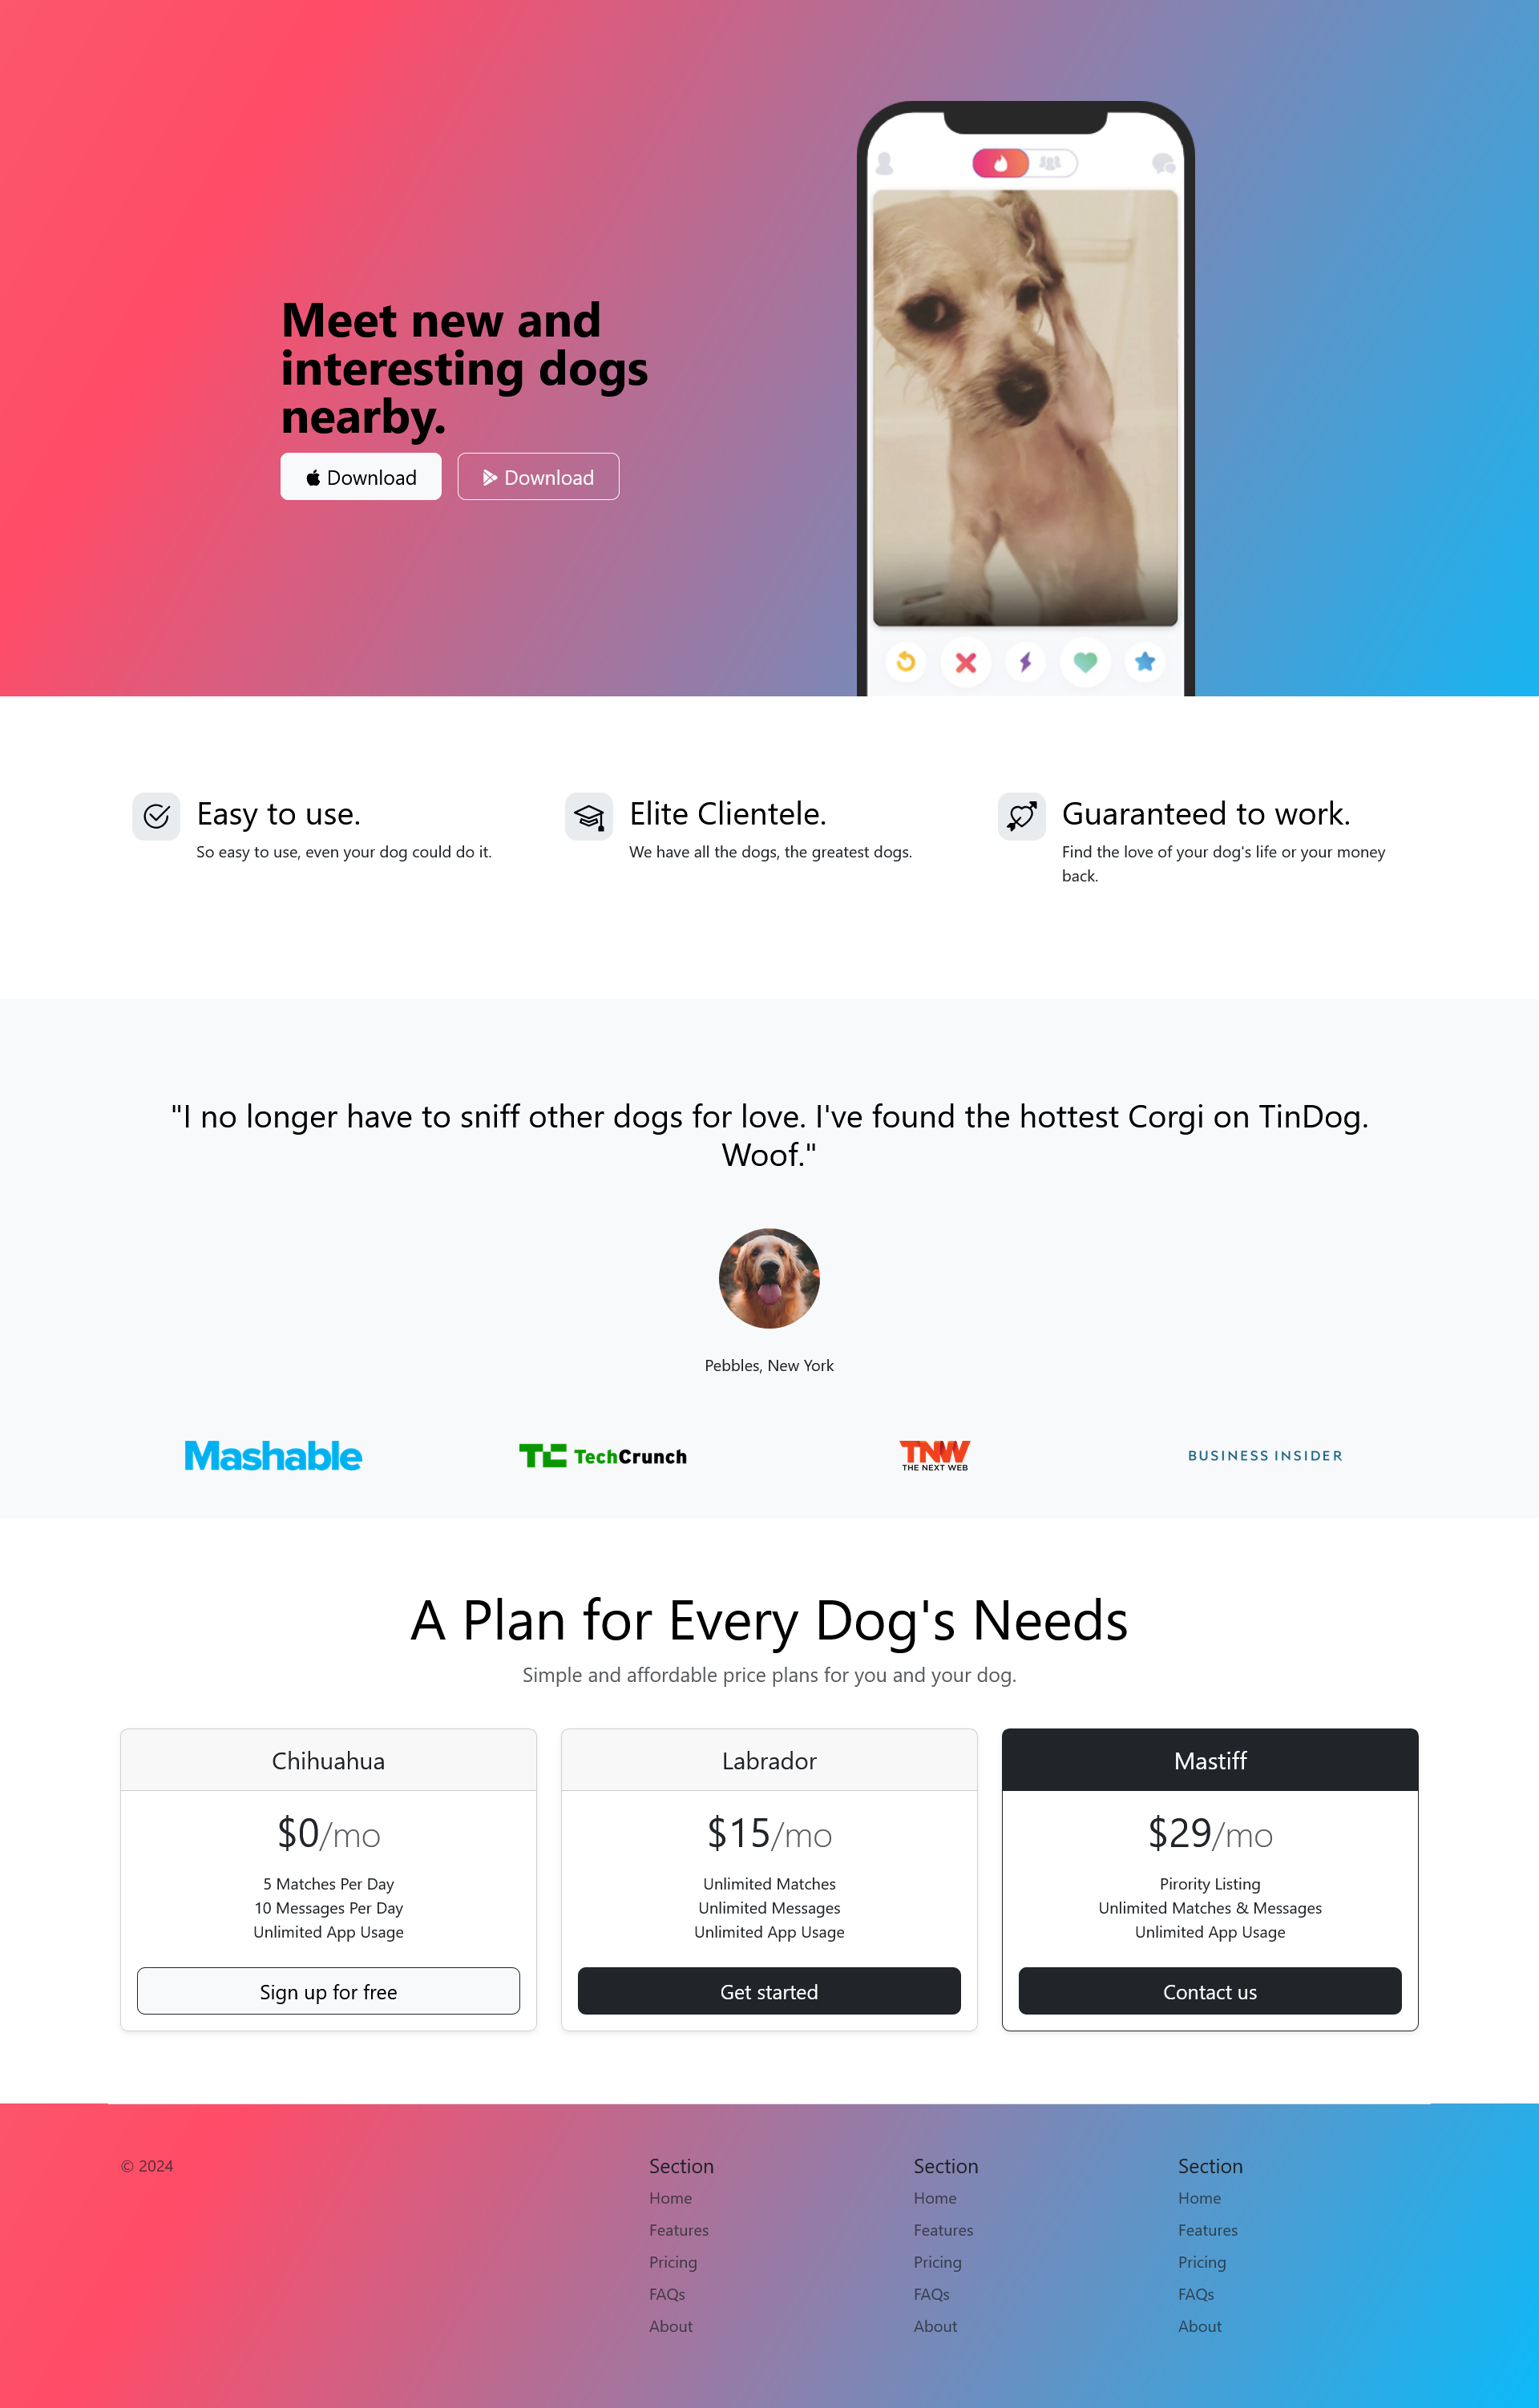 Meet new and
interesting dogs
nearby.
Download
Download
Easy to use.
So easy to use, even your dog could do it.
Elite Clientele.
We have all the dogs, the greatest dogs.
Guaranteed to work.
Find the love of your dog's life or your money
back.
"I no longer have to sniff other dogs for love. I've found the hottest Corgi on TinDog.
Woof."
Pebbles, New York
Mashable
TC TechCrunch
TNW
THE NEXT WEB
BUSINESS INSIDER
A Plan for Every Dog's Needs
Simple and affordable price plans for you and your dog.
Chihuahua
$0/mo
5 Matches Per Day
10 Messages Per Day
Unlimited App Usage
Sign up for free
Labrador
$15/mo
Unlimited Matches
Unlimited Messages
Unlimited App Usage
Get started
Mastiff
$29/mo
Pirority Listing
Unlimited Matches & Messages
Unlimited App Usage
Contact us
© 2024
Section
Home
Features
Pricing
FAQs
About
Section
Home
Features
Pricing
FAQs
About
Section
Home
Features
Pricing
FAQs
About